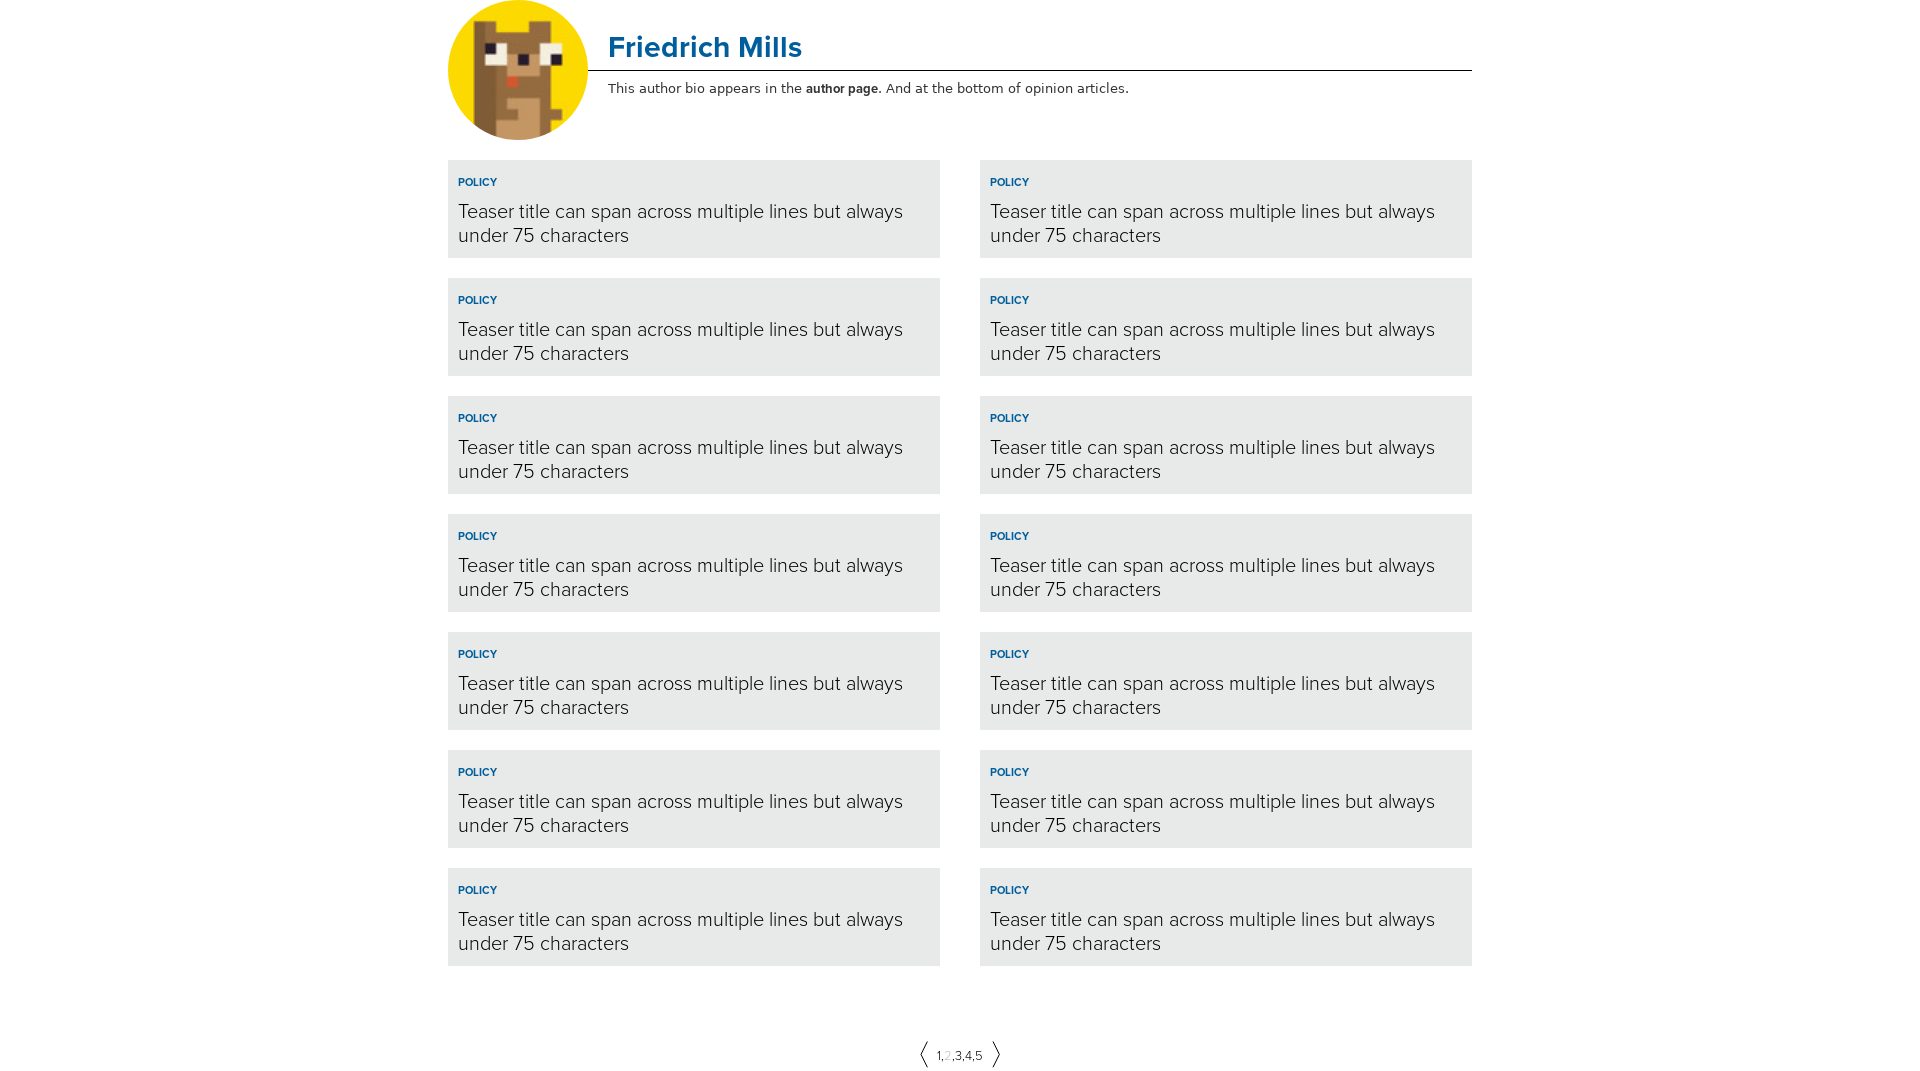 Friedrich Mills
This author bio appears in the author page. And at the bottom of opinion articles.
POLICY
Teaser title can span across multiple lines but always
under 75 characters
POLICY
Teaser title can span across multiple lines but always
under 75 characters
POLICY
Teaser title can span across multiple lines but always
under 75 characters
POLICY
Teaser title can span across multiple lines but always
under 75 characters
POLICY
Teaser title can span across multiple lines but always
under 75 characters
POLICY
Teaser title can span across multiple lines but always
under 75 characters
POLICY
Teaser title can span across multiple lines but always
under 75 characters
POLICY
Teaser title can span across multiple lines but always
under 75 characters
POLICY
Teaser title can span across multiple lines but always
under 75 characters
POLICY
Teaser title can span across multiple lines but always
under 75 characters
POLICY
Teaser title can span across multiple lines but always
under 75 characters
POLICY
Teaser title can span across multiple lines but always
under 75 characters
POLICY
Teaser title can span across multiple lines but always
under 75 characters
POLICY
Teaser title can span across multiple lines but always
under 75 characters
1,2,3,4,5